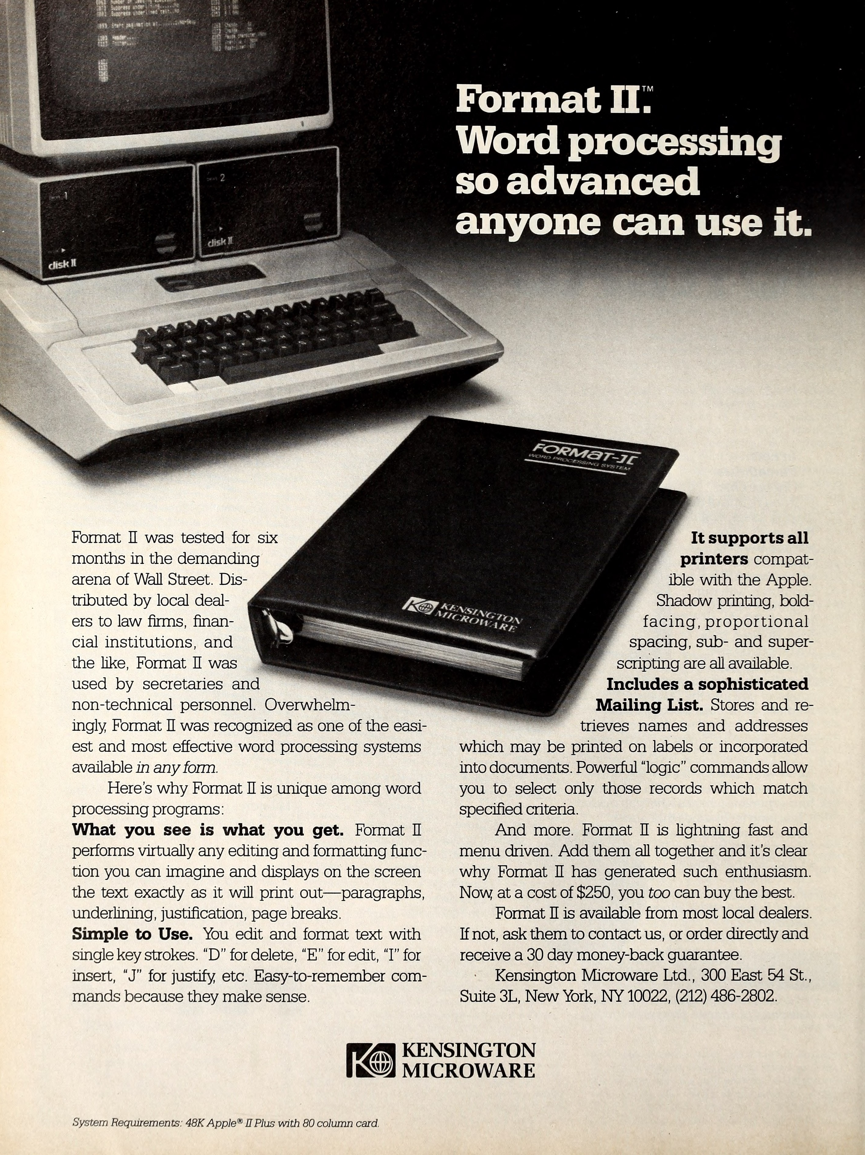 Format II.™
Word processing
so advanced
anyone can use it.
1
2
disk II
disk II
FORMAT-II
WORD PROCESSING SYSTEM
KENSINGTON
MICROWARE
Format II was tested for six
months in the demanding
arena of Wall Street. Dis-
tributed by local deal-
ers to law firms, finan-
cial institutions, and
the like, Format II was
used by secretaries and
non-technical personnel. Overwhelm-
ingly, Format II was recognized as one of the easi-
est and most effective word processing systems
available in any form.
Here's why Format II is unique among word
processing programs:
What you see is what you get. Format II
performs virtually any editing and formatting func-
tion you can imagine and displays on the screen
the text exactly as it will print out—paragraphs,
underlining, justification, page breaks.
Simple to Use. You edit and format text with
single key strokes. "D" for delete, "E" for edit, "I" for
insert, "J" for justify, etc. Easy-to-remember com-
mands because they make sense.
It supports all
printers compat-
ible with the Apple.
Shadow printing, bold-
facing, proportional
spacing, sub- and super-
scripting are all available.
Includes a sophisticated
Mailing List. Stores and re-
trieves names and addresses
which may be printed on labels or incorporated
into documents. Powerful "logic" commands allow
you to select only those records which match
specified criteria.
And more. Format II is lightning fast and
menu driven. Add them all together and it's clear
why Format II has generated such enthusiasm.
Now, at a cost of $250, you too can buy the best.
Format II is available from most local dealers.
If not, ask them to contact us, or order directly and
receive a 30 day money-back guarantee.
Kensington Microware Ltd., 300 East 54 St.,
Suite 3L, New York, NY 10022, (212) 486-2802.
KENSINGTON
MICROWARE
System Requirements: 48K Apple® II Plus with 80 column card.